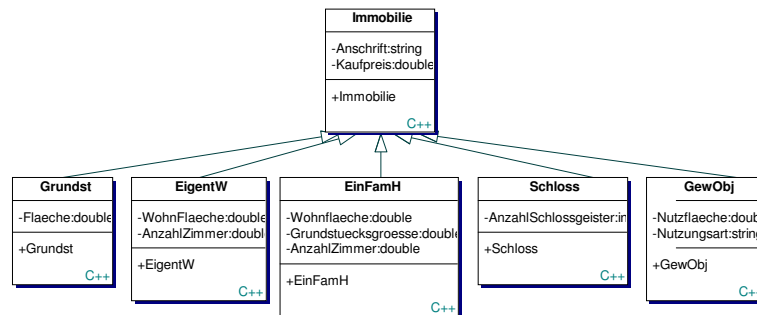 Immobilie
-Anschrift:string
-Kaufpreis:double
+Immobilie
C++
Grundst
-Flaeche:double
+Grundst
C++
EigentW
-WohnFlaeche:double
-AnzahlZimmer:double
+EigentW
C++
EinFamH
-Wohnflaeche:double
-Grundstuecksgroesse:double
-AnzahlZimmer:double
+EinFamH
C++
Schloss
-AnzahlSchlossgeister:in
+Schloss
C++
GewObj
-Nutzflaeche:doub
-Nutzungsart:string
+GewObj
C++